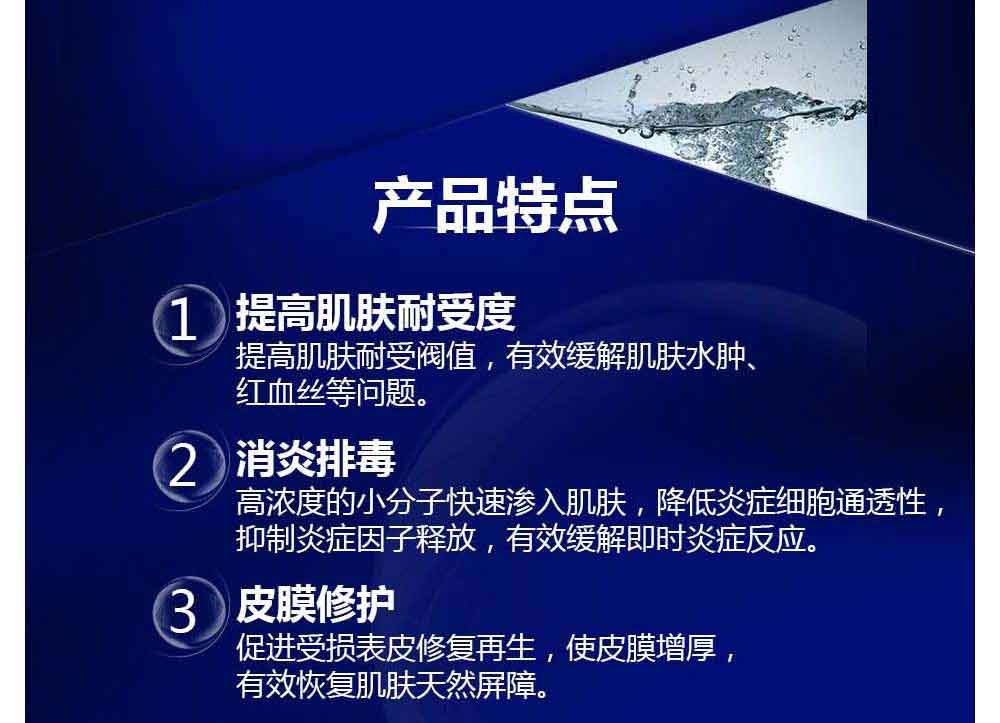 产品特点
1 提高肌肤耐受度
提高肌肤耐受阀值，有效缓解肌肤水肿、
红血丝等问题。
2 消炎排毒
高浓度的小分子快速渗入肌肤，降低炎症细胞通透性，
抑制炎症因子释放，有效缓解即时炎症反应。
3 皮膜修护
促进受损表皮修复再生，使皮膜增厚，
有效恢复肌肤天然屏障。